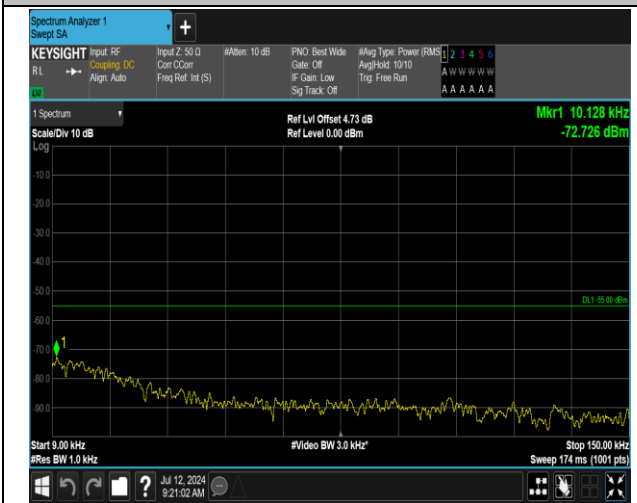 Spectrum Analyzer 1
Swept SA
+
KEYSIGHT Input: RF Input Z: 50 Ω #Atten: 10 dB PNO: Best Wide #Avg Type: Power (RMS 1 2 3 4 5 6
RL Coupling: DC Corr CCorr Gate: Off Avg|Hold: 10/10 A W W W W W
Align: Auto Freq Ref: Int (S) IF Gain: Low Trig: Free Run
Sig Track: Off A A A A A A
LXI
1 Spectrum Ref Lvl Offset 4.73 dB Mkr1 10.128 kHz
Scale/Div 10 dB Ref Level 0.00 dBm -72.726 dBm
Log
-10.0
-20.0
-30.0
-40.0
-50.0
DL1 -55.00 dBm
-60.0
-70.0 1
-80.0
-90.0
Start 9.00 kHz #Video BW 3.0 kHz* Stop 150.00 kHz
#Res BW 1.0 kHz Sweep 174 ms (1001 pts)
? Jul 12, 2024
9:21:02 AM